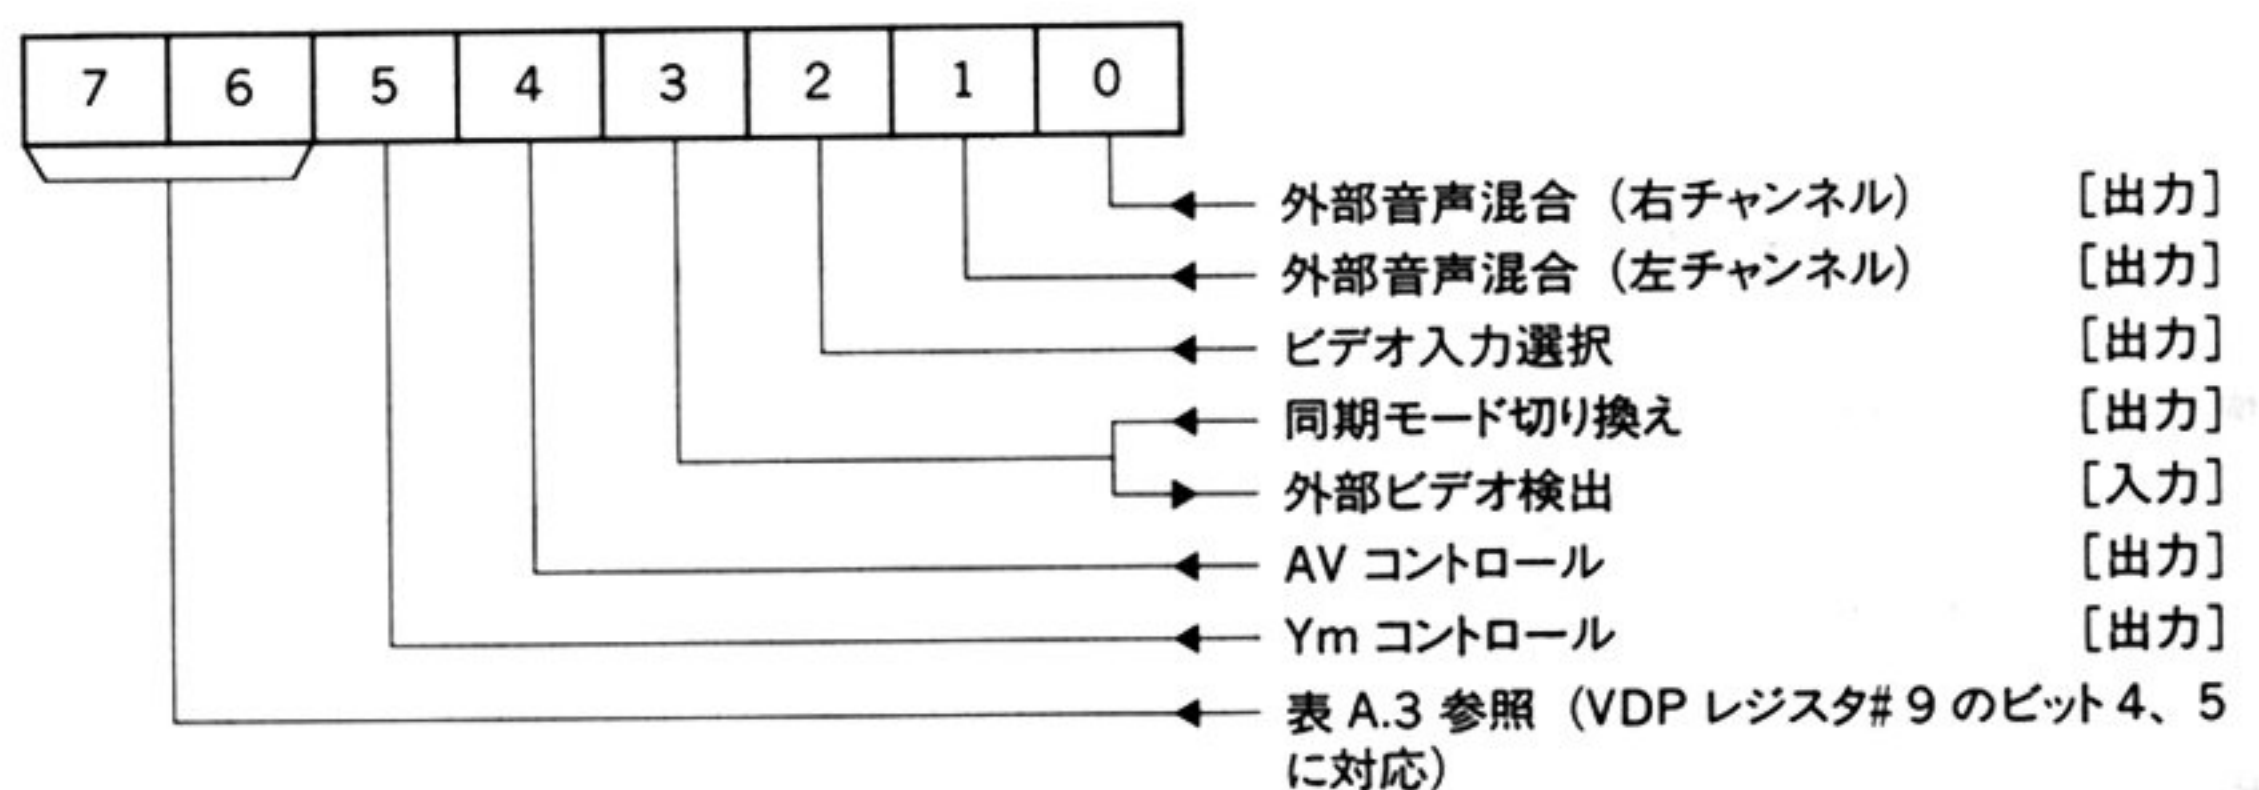 7 6 5 4 3 2 1 0
外部音声混合（右チャンネル） ［出力］
外部音声混合（左チャンネル） ［出力］
ビデオ入力選択 ［出力］
同期モード切り換え ［出力］
外部ビデオ検出 ［入力］
AV コントロール ［出力］
Ym コントロール ［出力］
表 A.3 参照（VDP レジスタ# 9 のビット 4、5
に対応）